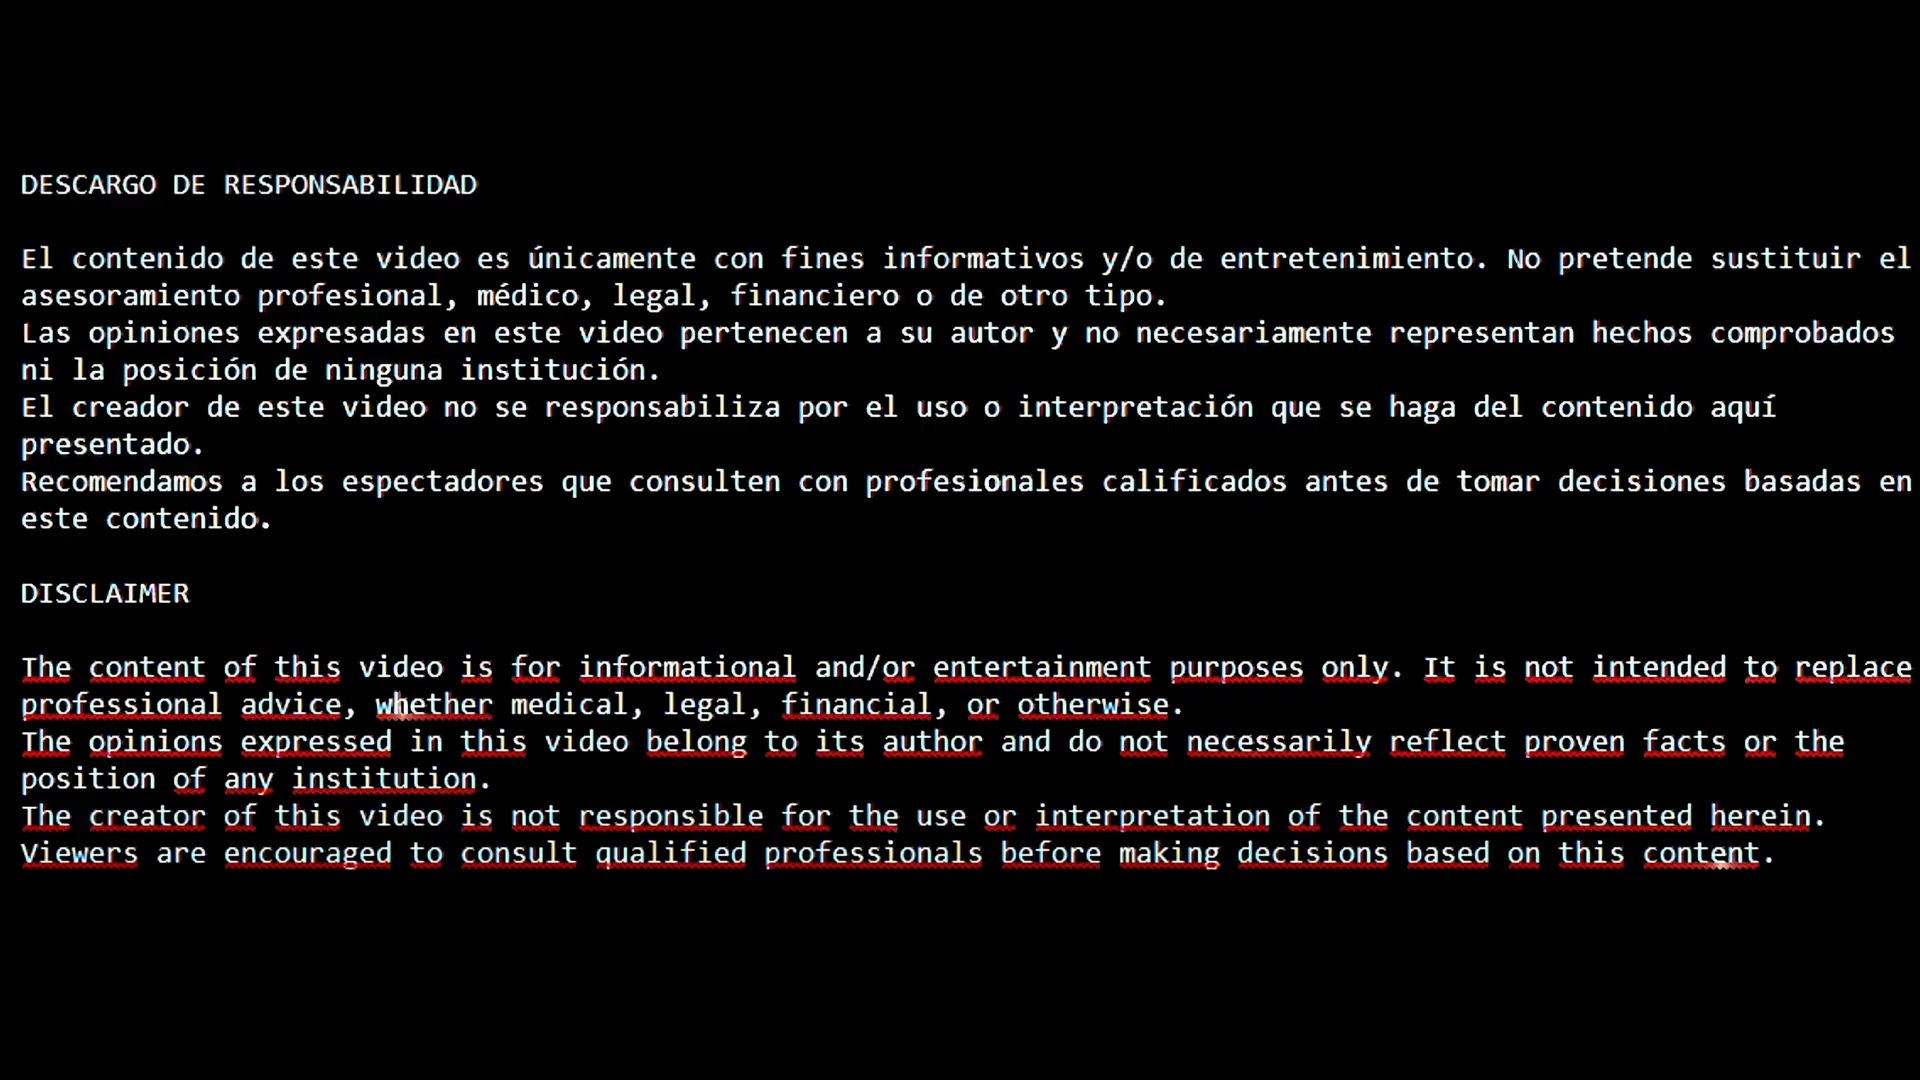 DESCARGO DE RESPONSABILIDAD
El contenido de este video es únicamente con fines informativos y/o de entretenimiento. No pretende sustituir el
asesoramiento profesional, médico, legal, financiero o de otro tipo.
Las opiniones expresadas en este video pertenecen a su autor y no necesariamente representan hechos comprobados
ni la posición de ninguna institución.
El creador de este video no se responsabiliza por el uso o interpretación que se haga del contenido aquí
presentado.
Recomendamos a los espectadores que consulten con profesionales calificados antes de tomar decisiones basadas en
este contenido.
DISCLAIMER
The content of this video is for informational and/or entertainment purposes only. It is not intended to replace
professional advice, whether medical, legal, financial, or otherwise.
The opinions expressed in this video belong to its author and do not necessarily reflect proven facts or the
position of any institution.
The creator of this video is not responsible for the use or interpretation of the content presented herein.
Viewers are encouraged to consult qualified professionals before making decisions based on this content.